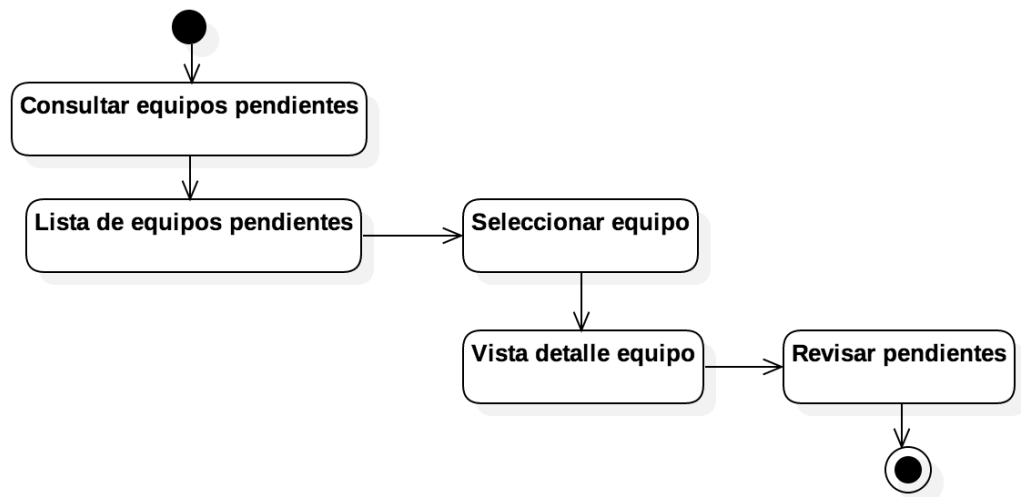 Consultar equipos pendientes
Lista de equipos pendientes
Seleccionar equipo
Vista detalle equipo
Revisar pendientes